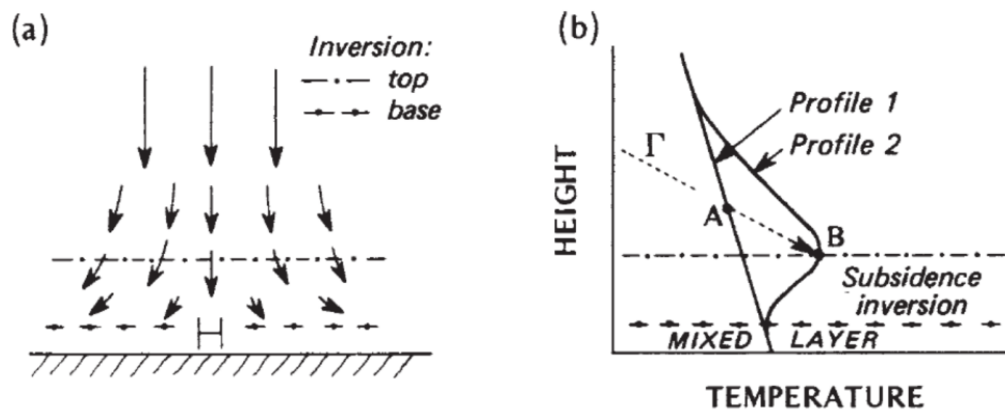 (a)
Inversion:
top
base
H
(b)
HEIGHT
Γ
Profile 1
Profile 2
A
B
Subsidence
inversion
MIXED LAYER
TEMPERATURE